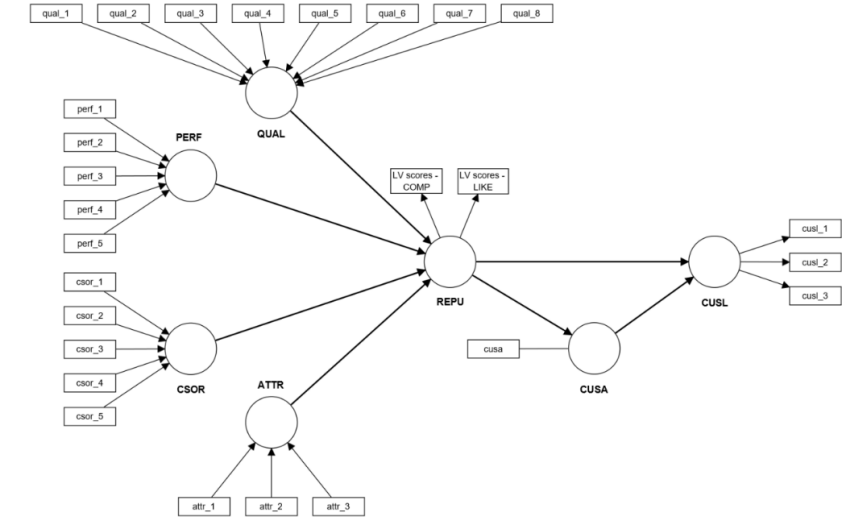 qual_1 qual_2 qual_3 qual_4 qual_5 qual_6 qual_7 qual_8
QUAL
perf_1
perf_2
perf_3
perf_4
perf_5
PERF
LV scores -
COMP
LV scores -
LIKE
REPU
csor_1
csor_2
csor_3
csor_4
csor_5
CSOR
ATTR
attr_1 attr_2 attr_3
cusa
CUSA
cusl_1
cusl_2
cusl_3
CUSL